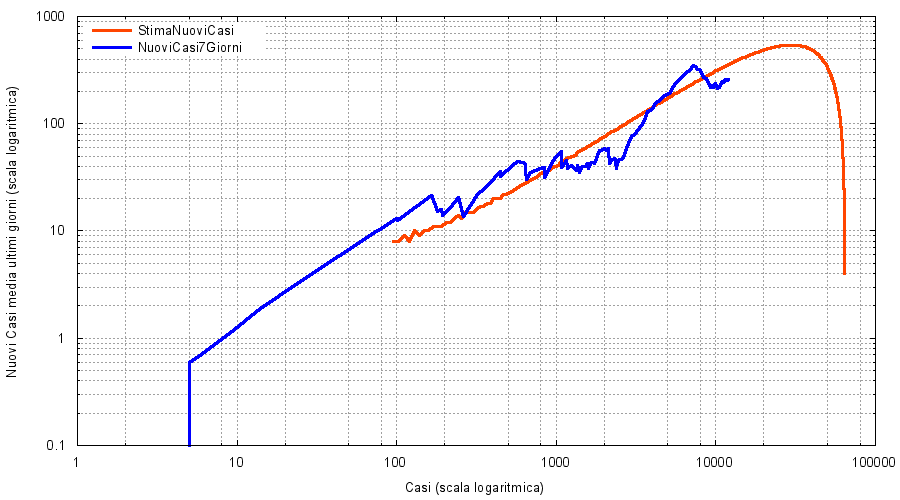 1000
100
10
1
0.1
Nuovi Casi media ultimi giorni (scala logaritmica)
StimaNuoviCasi
NuoviCasi7Giorni
1 10 100 1000 10000 100000
Casi (scala logaritmica)